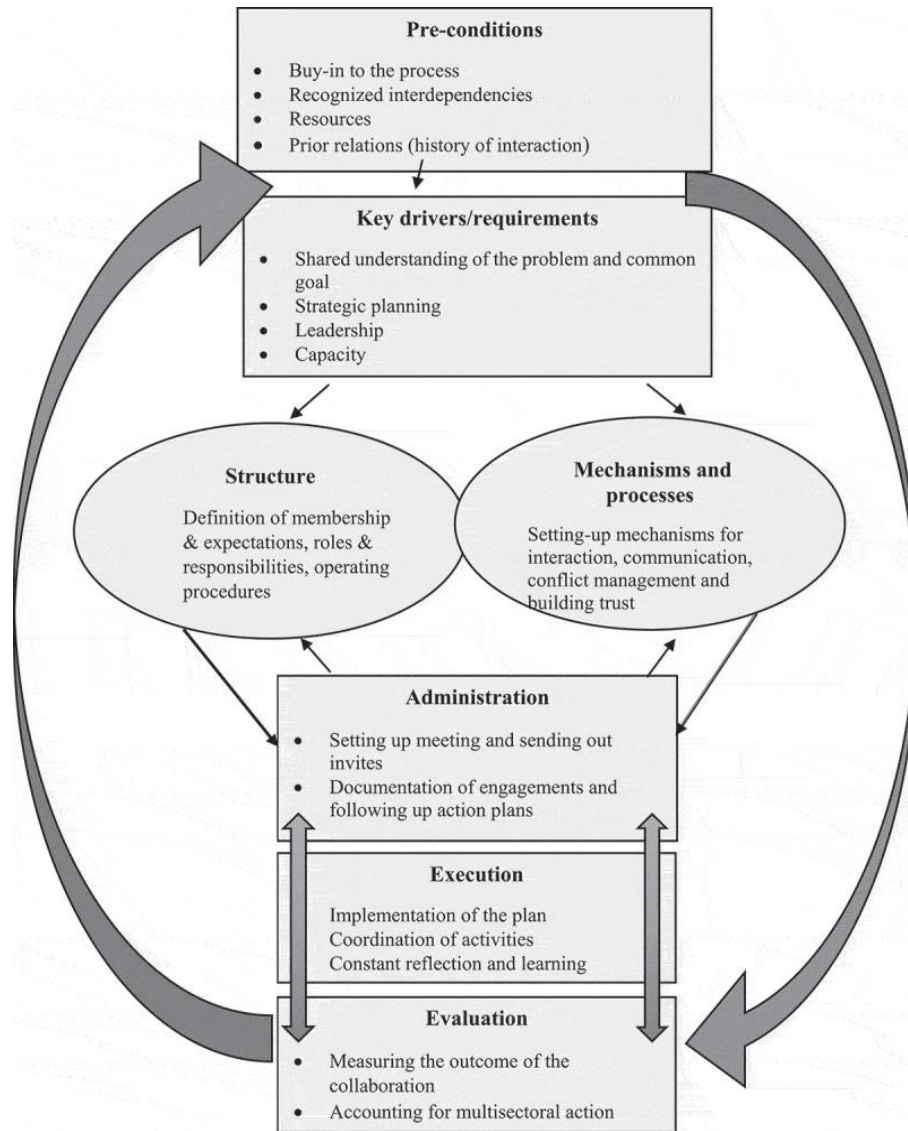 Pre-conditions
• Buy-in to the process
• Recognized interdependencies
• Resources
• Prior relations (history of interaction)
Key drivers/requirements
• Shared understanding of the problem and common
goal
• Strategic planning
• Leadership
• Capacity
Structure
Definition of membership
& expectations, roles &
responsibilities, operating
procedures
Mechanisms and
processes
Setting-up mechanisms for
interaction, communication,
conflict management and
building trust
Administration
• Setting up meeting and sending out
invites
• Documentation of engagements and
following up action plans
Execution
Implementation of the plan
Coordination of activities
Constant reflection and learning
Evaluation
• Measuring the outcome of the
collaboration
• Accounting for multisectoral action